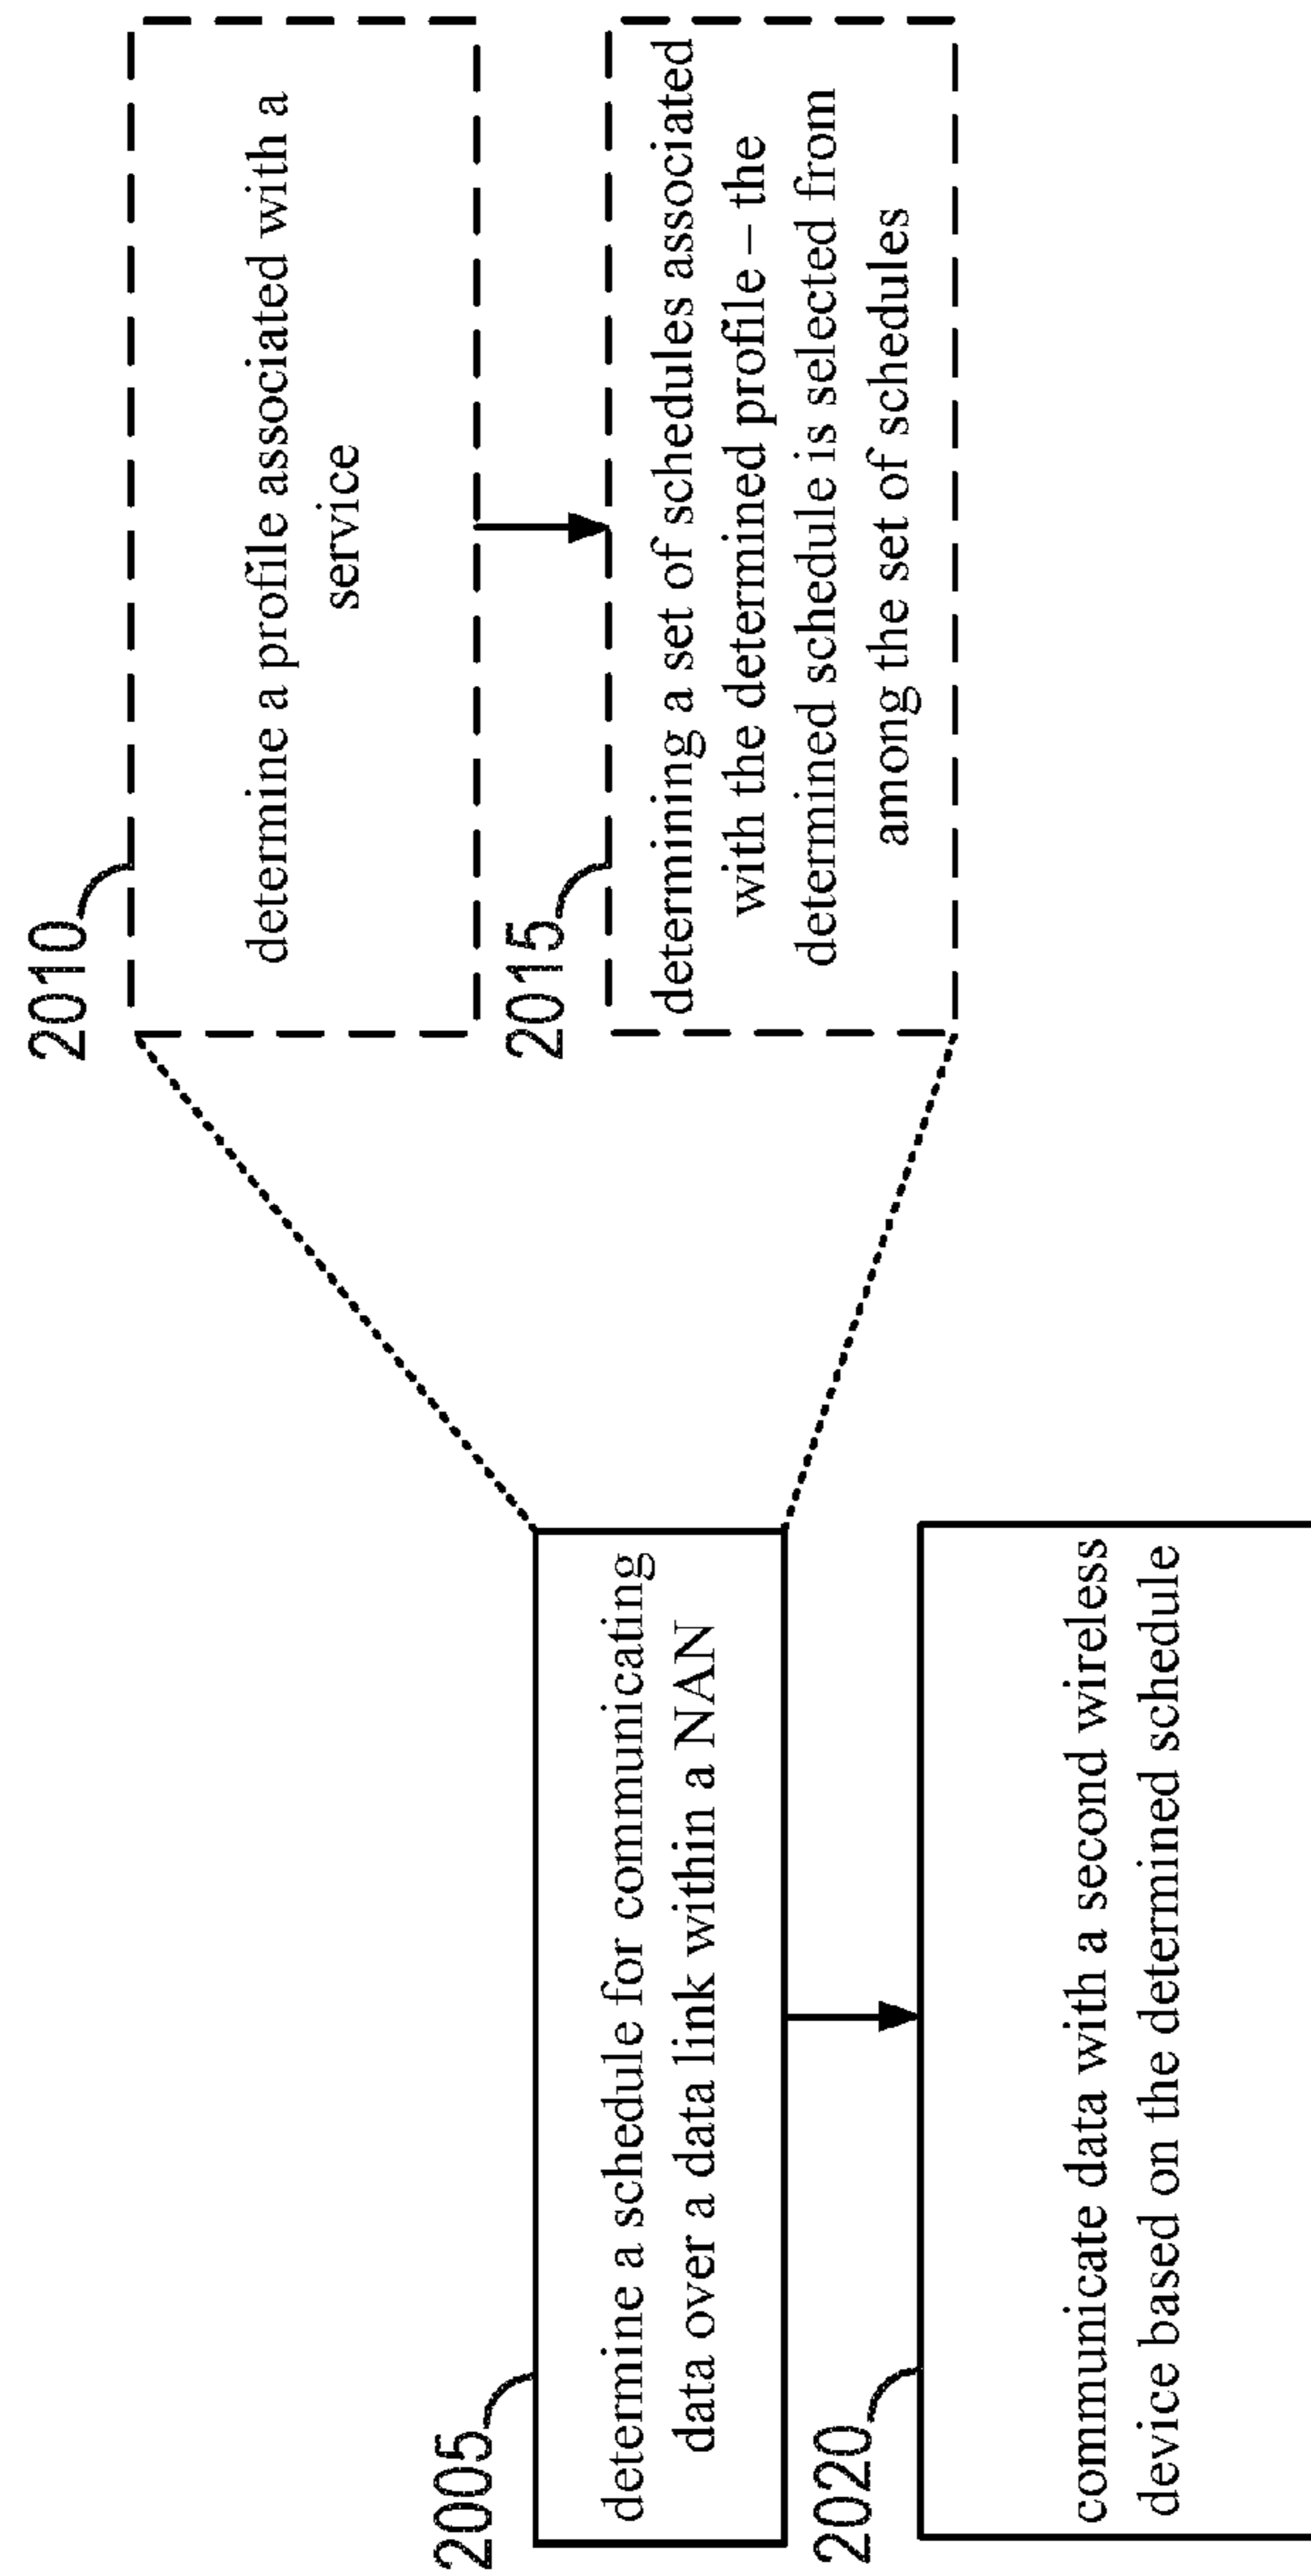 2005
determine a schedule for communicating
data over a data link within a NAN
2010
determine a profile associated with a
service
2015
determining a set of schedules associated
with the determined profile – the
determined schedule is selected from
among the set of schedules
2020
communicate data with a second wireless
device based on the determined schedule